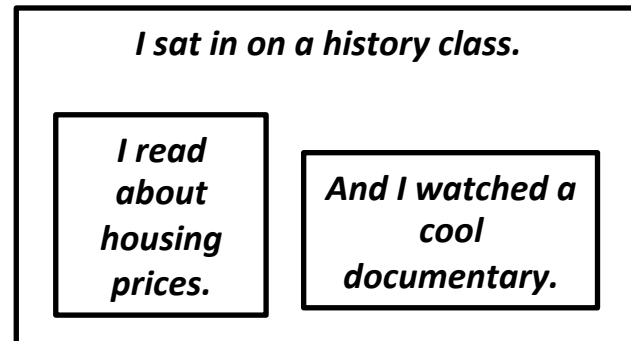 I sat in on a history class.
I read
about
housing
prices.
And I watched a
cool
documentary.